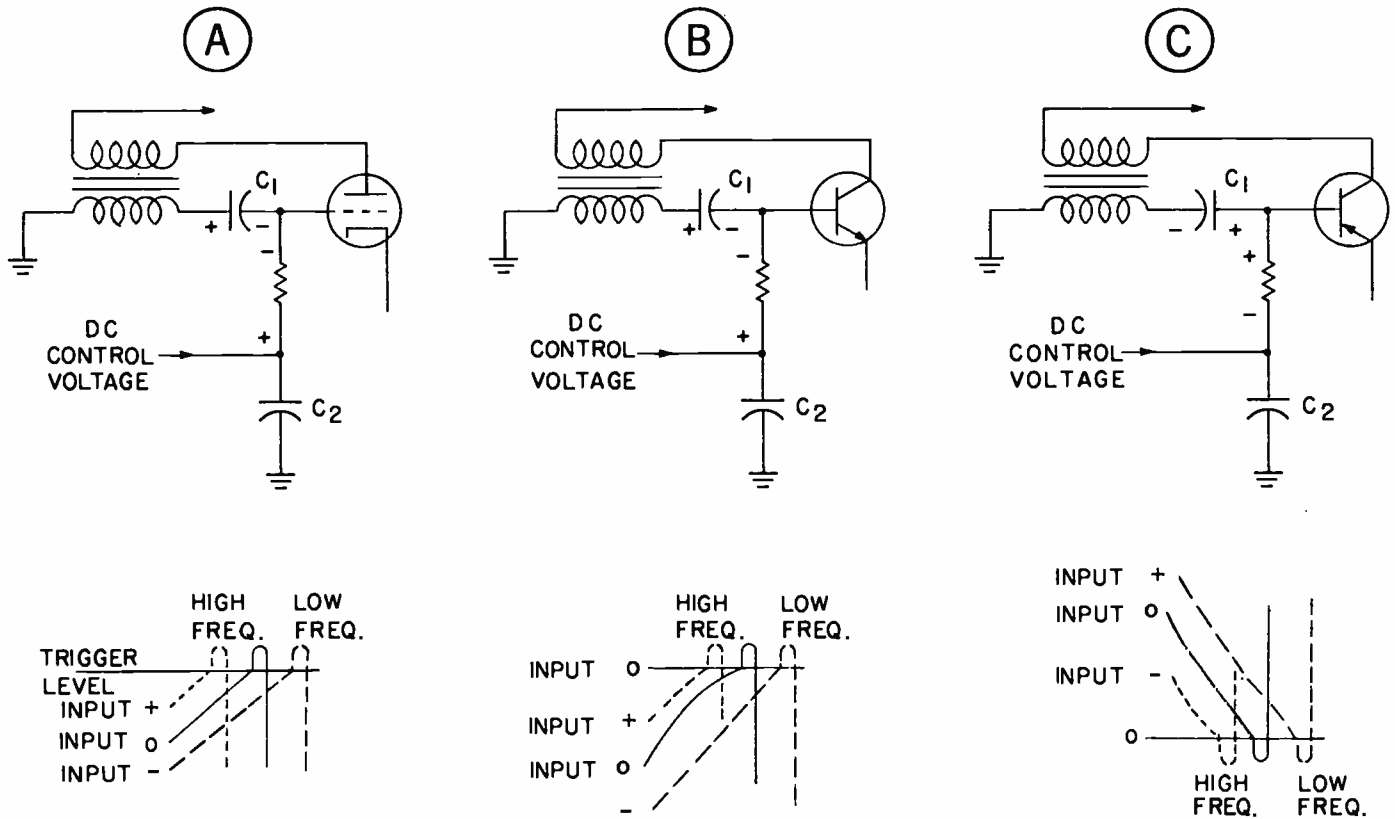 A
B
C
C1
+ -
-
+
DC
CONTROL
VOLTAGE
C2
C1
+ -
-
+
DC
CONTROL
VOLTAGE
C2
C1
- +
+
-
DC
CONTROL
VOLTAGE
C2
HIGH
FREQ.
LOW
FREQ.
TRIGGER
LEVEL
INPUT +
INPUT 0
INPUT -
HIGH
FREQ.
LOW
FREQ.
INPUT 0
INPUT +
INPUT 0
-
INPUT +
INPUT 0
INPUT -
0
HIGH
FREQ.
LOW
FREQ.